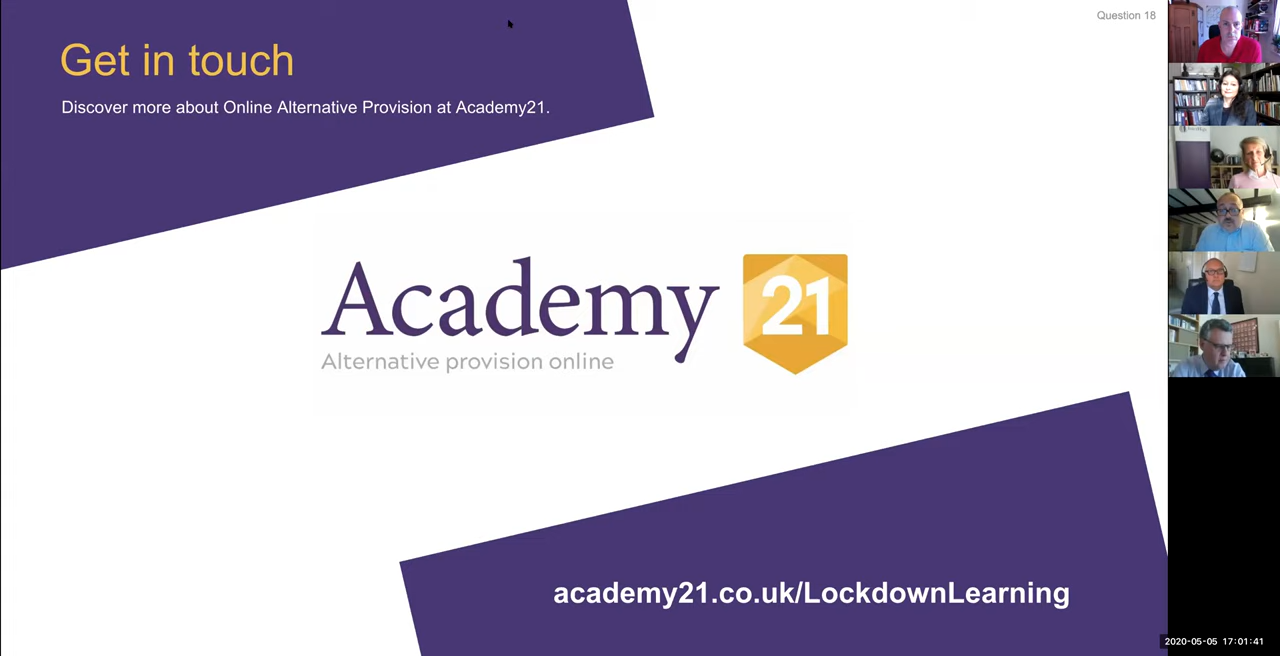 Question 18
Get in touch
Discover more about Online Alternative Provision at Academy21.
Academy 21
Alternative provision online
academy21.co.uk/LockdownLearning
2020-05-05 17:01:41